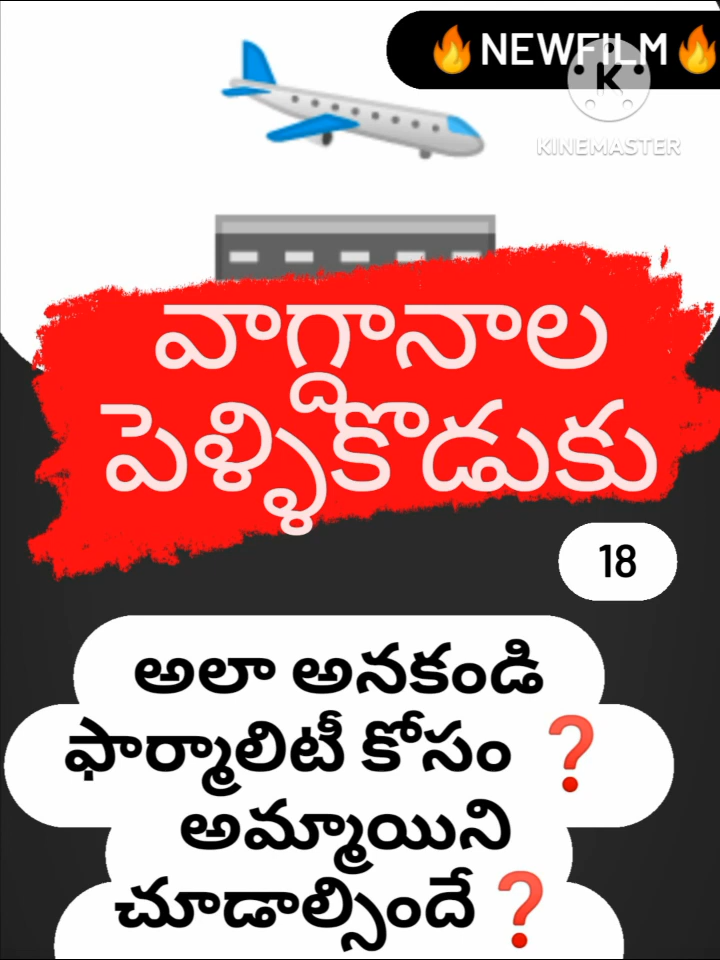 🔥NEWFILM🔥
K
KINEMASTER
వాగ్దానాల
పెళ్ళికొడుకు
18
అలా అనకండి
ఫార్మాలిటీ కోసం ❓
అమ్మాయిని
చూడాల్సిందే ❓